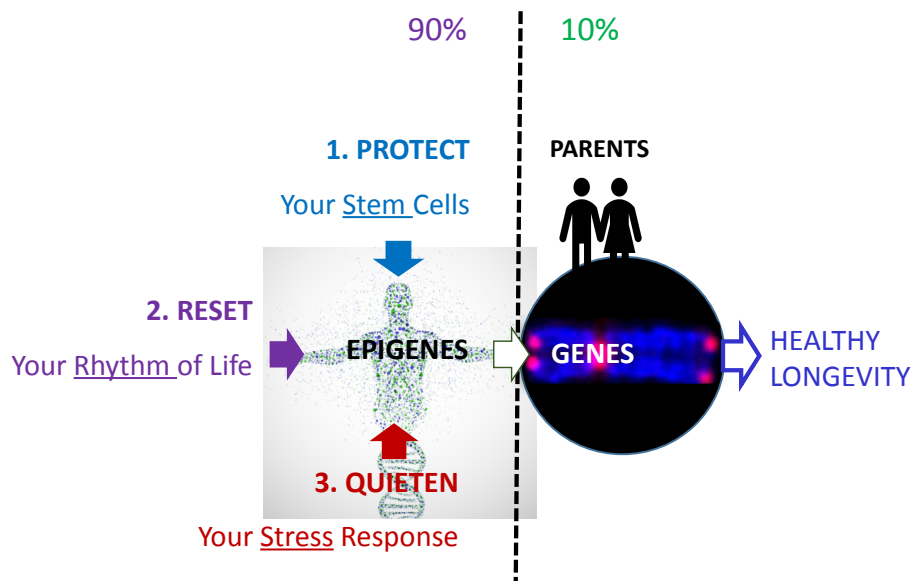 90%
10%
1. PROTECT
Your Stem Cells
PARENTS
2. RESET
Your Rhythm of Life
EPIGENES
GENES
HEALTHY
LONGEVITY
3. QUIETEN
Your Stress Response